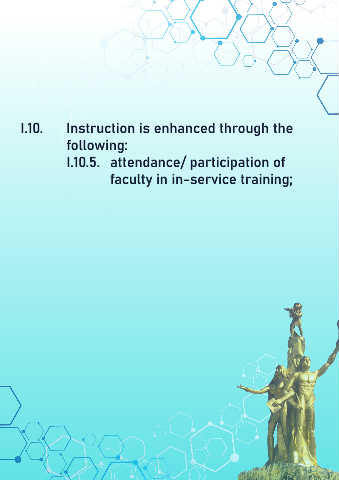 I.10. Instruction is enhanced through the
following:
I.10.5. attendance/ participation of
faculty in in-service training;